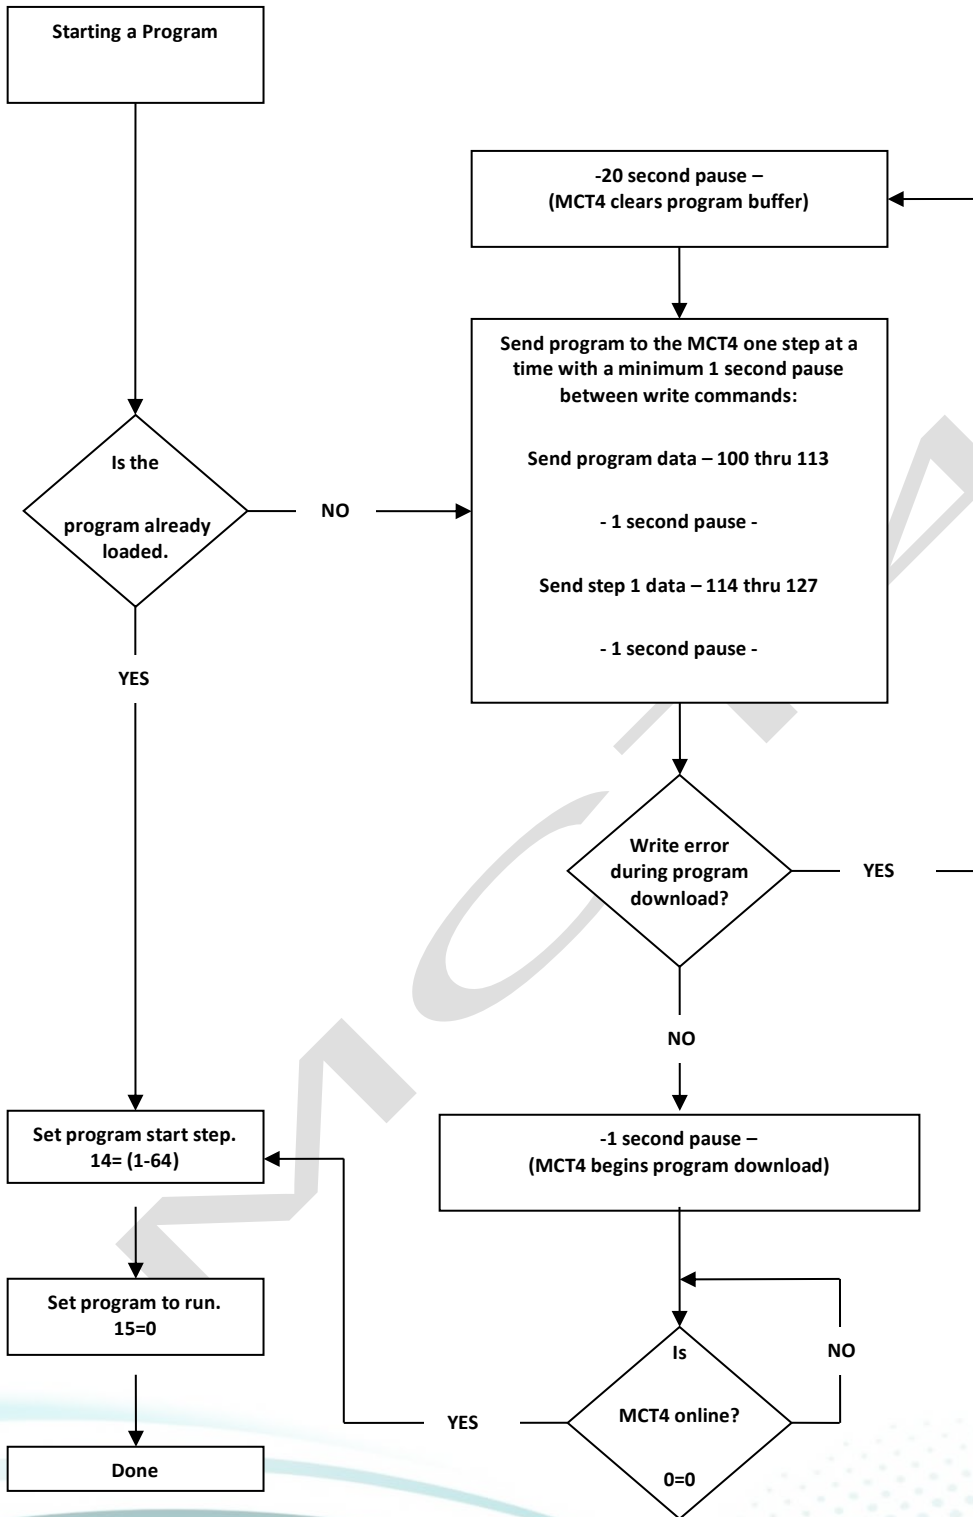 Starting a Program
-20 second pause –
(MCT4 clears program buffer)
Send program to the MCT4 one step at a
time with a minimum 1 second pause
between write commands:
Send program data – 100 thru 113
- 1 second pause -
Send step 1 data – 114 thru 127
- 1 second pause -
Is the
program already
loaded.
NO
YES
Write error
during program
download?
YES
NO
-1 second pause –
(MCT4 begins program download)
Set program start step.
14= (1-64)
Set program to run.
15=0
Done
Is
MCT4 online?
0=0
NO
YES
MCT4